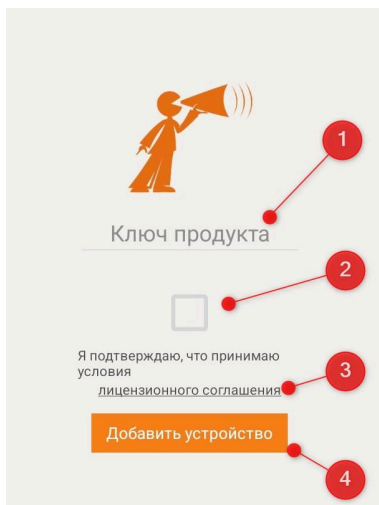 1
Ключ продукта
2
Я подтверждаю, что принимаю
условия
3
лицензионного соглашения
Добавить устройство
4